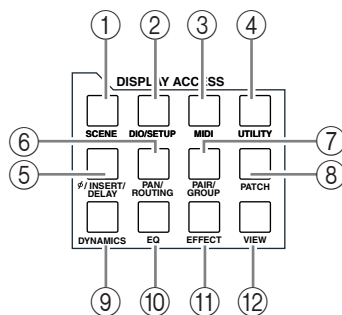 ① ② ③ ④
DISPLAY ACCESS
SCENE DIO/SETUP MIDI UTILITY
⑥ ⑦
⑤ ⑧
ϕ/INSERT/DELAY PAN/ROUTING PAIR/GROUP PATCH
DYNAMICS EQ EFFECT VIEW
⑨ ⑩ ⑪ ⑫